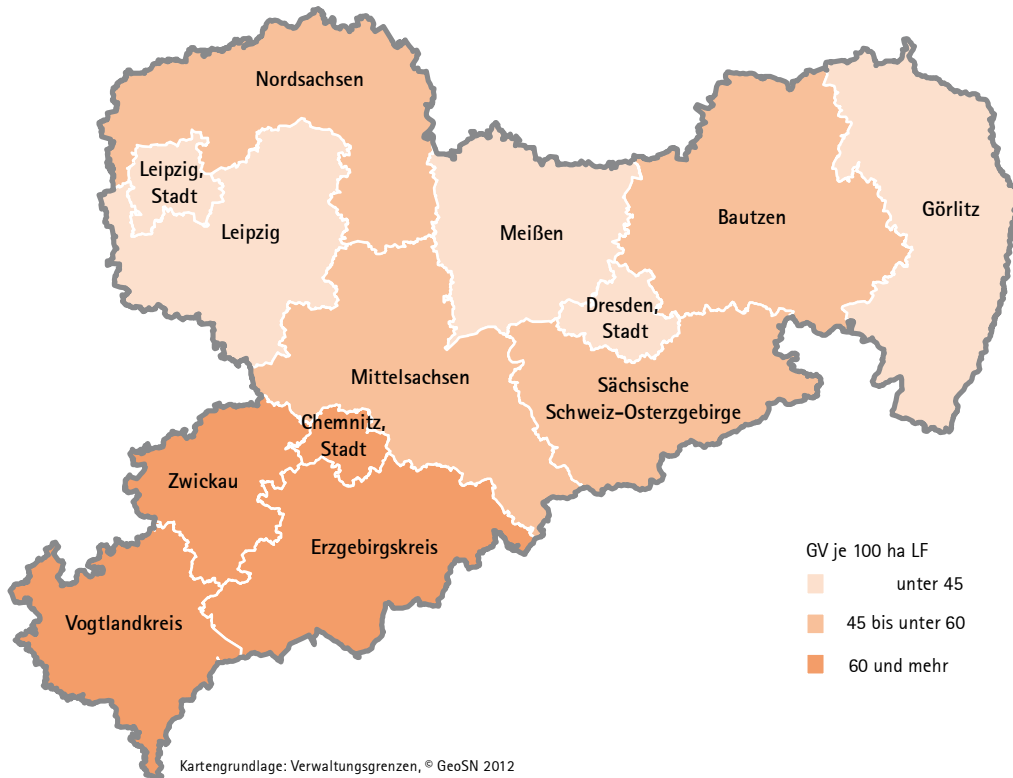 Nordsachsen
Leipzig,
Stadt
Leipzig
Meißen
Bautzen
Görlitz
Dresden,
Stadt
Mittelsachsen
Sächsische
Schweiz-Osterzgebirge
Chemnitz,
Stadt
Zwickau
Erzgebirgskreis
Vogtlandkreis
GV je 100 ha LF
unter 45
45 bis unter 60
60 und mehr
Kartengrundlage: Verwaltungsgrenzen, © GeoSN 2012